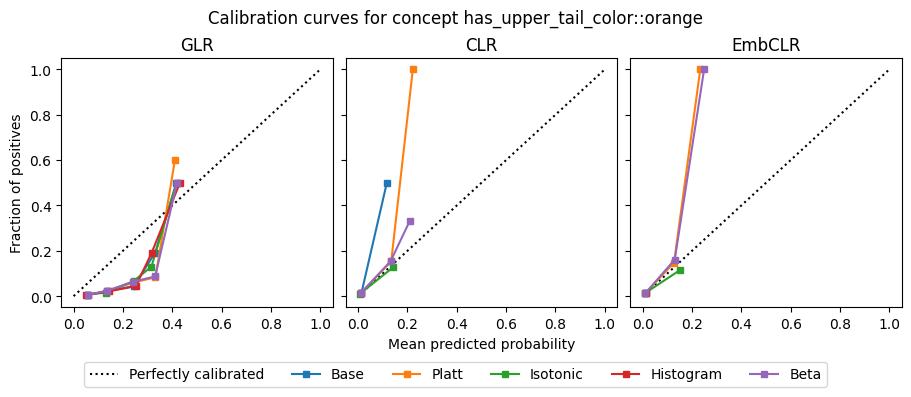 Calibration curves for concept has_upper_tail_color::orange
GLR
CLR
EmbCLR
Fraction of positives
1.0
0.8
0.6
0.4
0.2
0.0
0.0 0.2 0.4 0.6 0.8 1.0
0.0 0.2 0.4 0.6 0.8 1.0
0.0 0.2 0.4 0.6 0.8 1.0
Mean predicted probability
Perfectly calibrated Base Platt Isotonic Histogram Beta